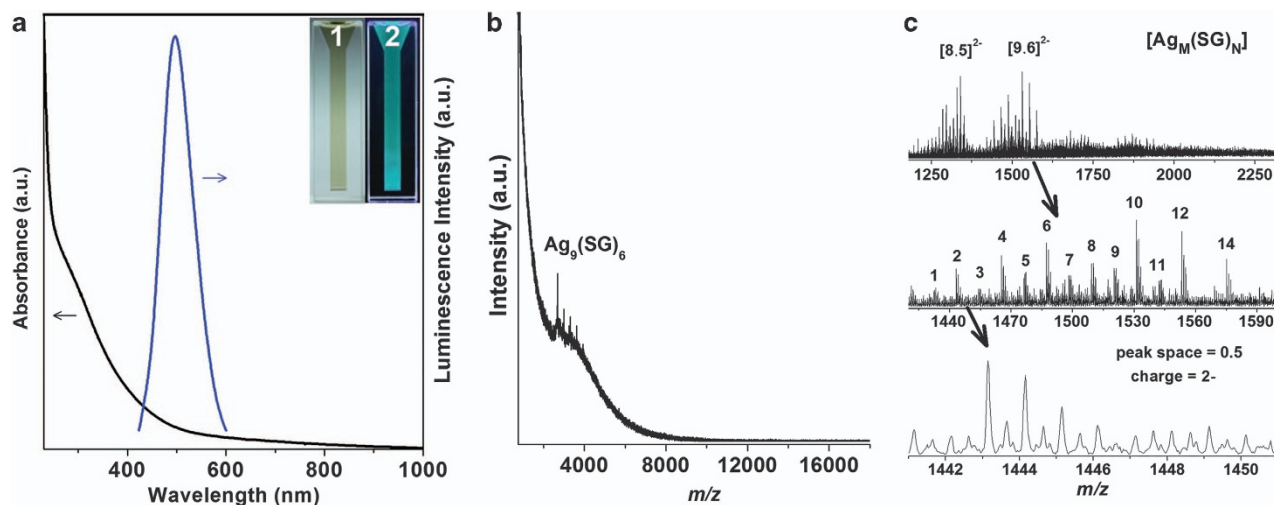 a
1 2
Absorbance (a.u.)
Luminescence Intensity (a.u.)
400 600 800 1000
Wavelength (nm)
b
Intensity (a.u.)
Ag9(SG)6
4000 8000 12000 16000
m/z
c
[8.5]2- [9.6]2- [AgM(SG)N]
1250 1500 1750 2000 2250
1 2 3 4 5 6 7 8 9 10 11 12 14
1440 1470 1500 1530 1560 1590
peak space = 0.5
charge = 2-
1442 1444 1446 1448 1450
m/z